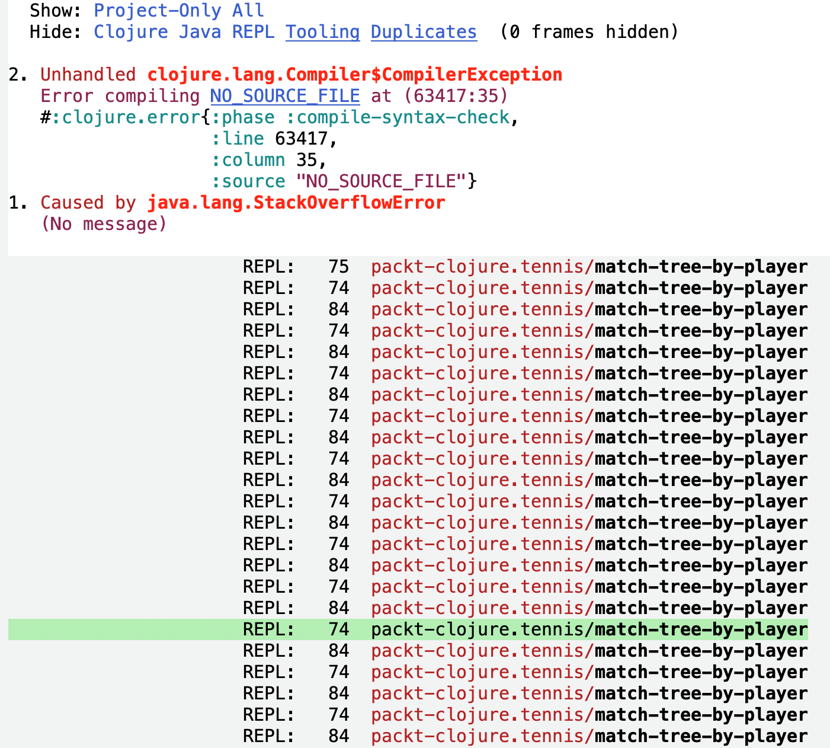 Show: Project-Only All
Hide: Clojure Java REPL Tooling Duplicates (0 frames hidden)
2. Unhandled clojure.lang.Compiler$CompilerException
Error compiling NO_SOURCE_FILE at (63417:35)
#:clojure.error{:phase :compile-syntax-check,
:line 63417,
:column 35,
:source "NO_SOURCE_FILE"}
1. Caused by java.lang.StackOverflowError
(No message)
REPL: 75 packt-clojure.tennis/match-tree-by-player
REPL: 74 packt-clojure.tennis/match-tree-by-player
REPL: 84 packt-clojure.tennis/match-tree-by-player
REPL: 74 packt-clojure.tennis/match-tree-by-player
REPL: 84 packt-clojure.tennis/match-tree-by-player
REPL: 74 packt-clojure.tennis/match-tree-by-player
REPL: 84 packt-clojure.tennis/match-tree-by-player
REPL: 74 packt-clojure.tennis/match-tree-by-player
REPL: 84 packt-clojure.tennis/match-tree-by-player
REPL: 74 packt-clojure.tennis/match-tree-by-player
REPL: 84 packt-clojure.tennis/match-tree-by-player
REPL: 74 packt-clojure.tennis/match-tree-by-player
REPL: 84 packt-clojure.tennis/match-tree-by-player
REPL: 74 packt-clojure.tennis/match-tree-by-player
REPL: 84 packt-clojure.tennis/match-tree-by-player
REPL: 74 packt-clojure.tennis/match-tree-by-player
REPL: 84 packt-clojure.tennis/match-tree-by-player
REPL: 74 packt-clojure.tennis/match-tree-by-player
REPL: 84 packt-clojure.tennis/match-tree-by-player
REPL: 74 packt-clojure.tennis/match-tree-by-player
REPL: 84 packt-clojure.tennis/match-tree-by-player
REPL: 74 packt-clojure.tennis/match-tree-by-player
REPL: 84 packt-clojure.tennis/match-tree-by-player